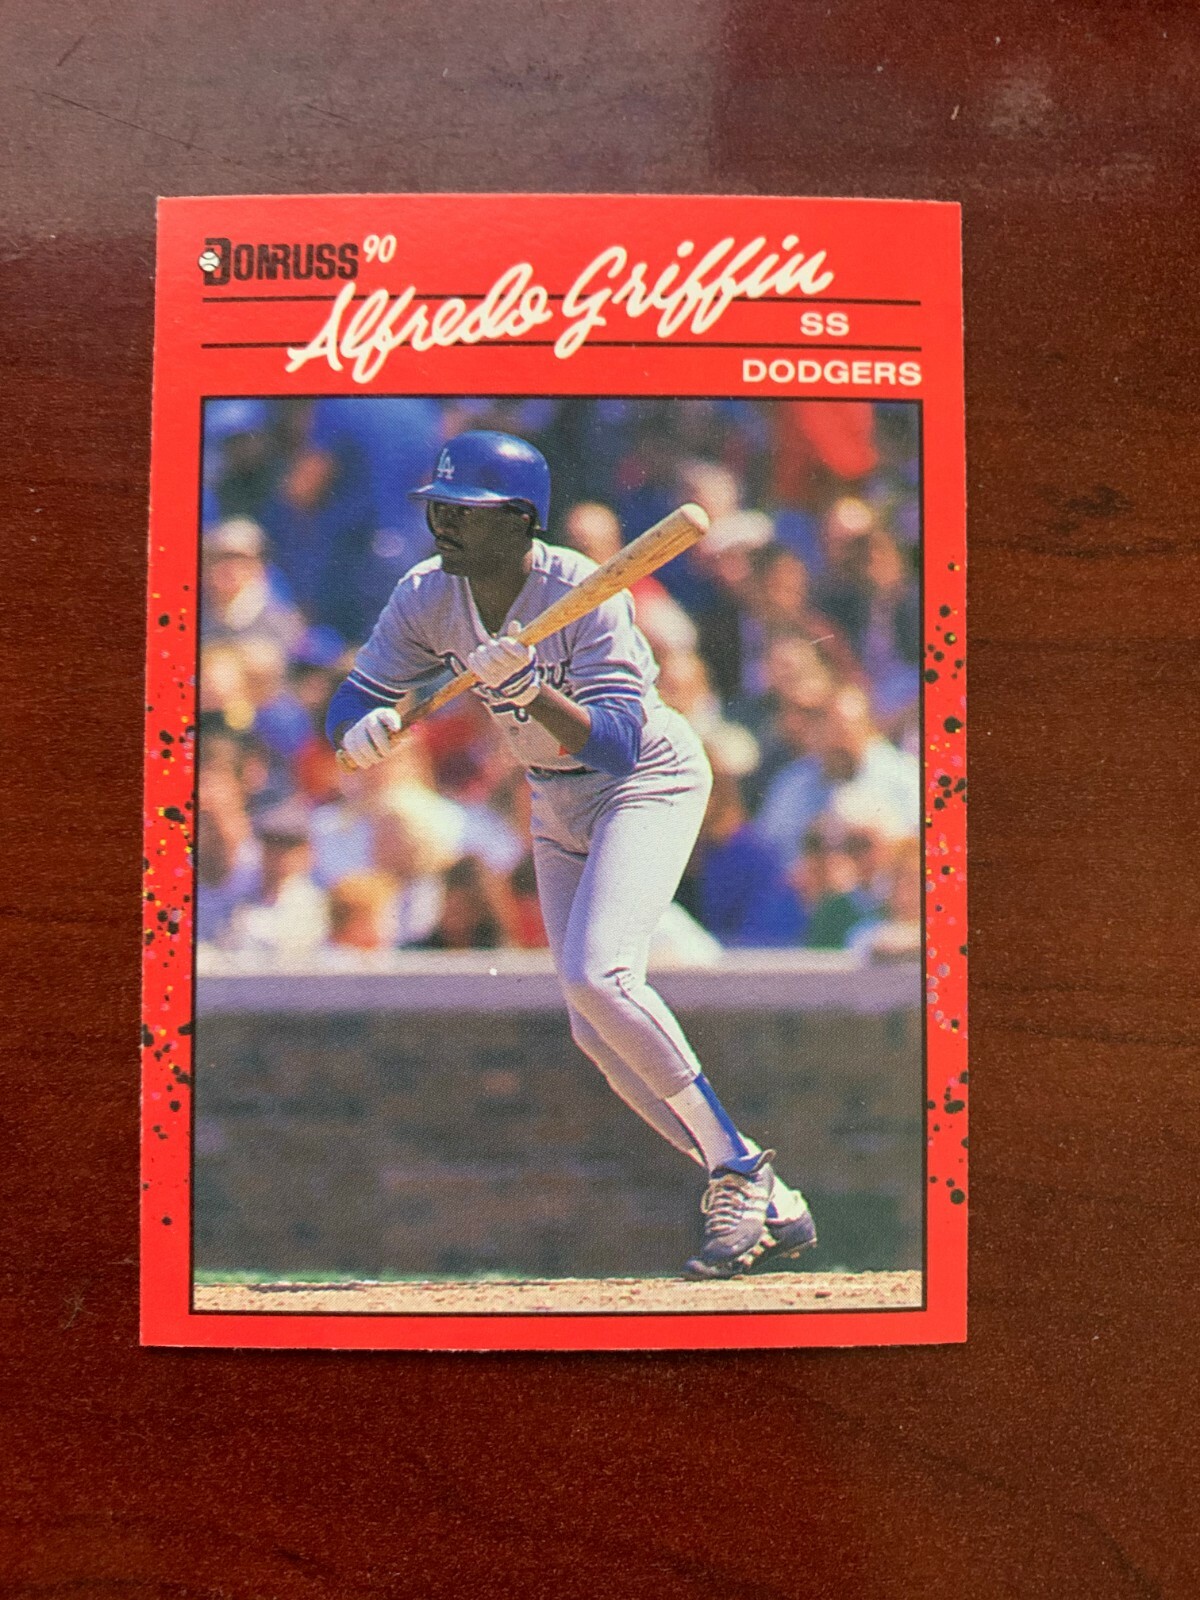 DONRUSS 90
Alfredo Griffin
SS
DODGERS
LA